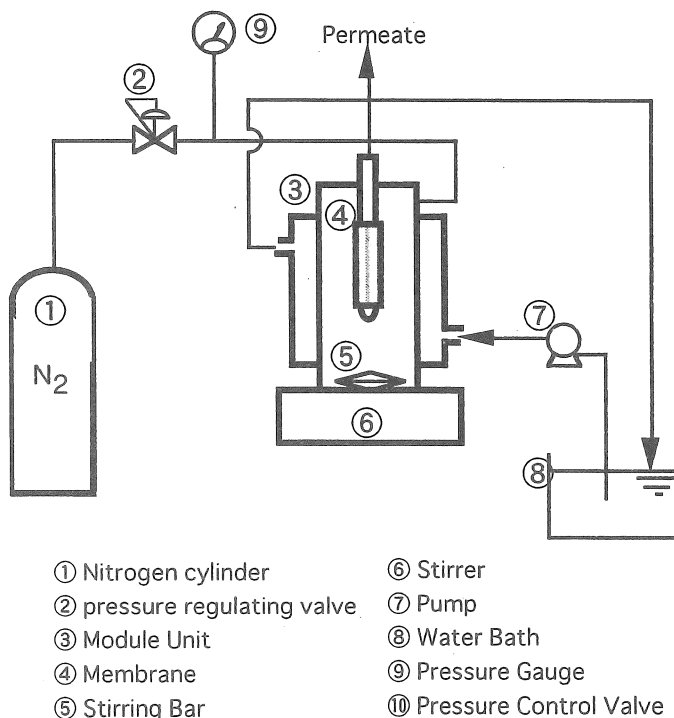 ⑨ Permeate
②
③
④
①
N2
⑦
⑤
⑥
⑧
① Nitrogen cylinder
② pressure regulating valve
③ Module Unit
④ Membrane
⑤ Stirring Bar
⑥ Stirrer
⑦ Pump
⑧ Water Bath
⑨ Pressure Gauge
⑩ Pressure Control Valve